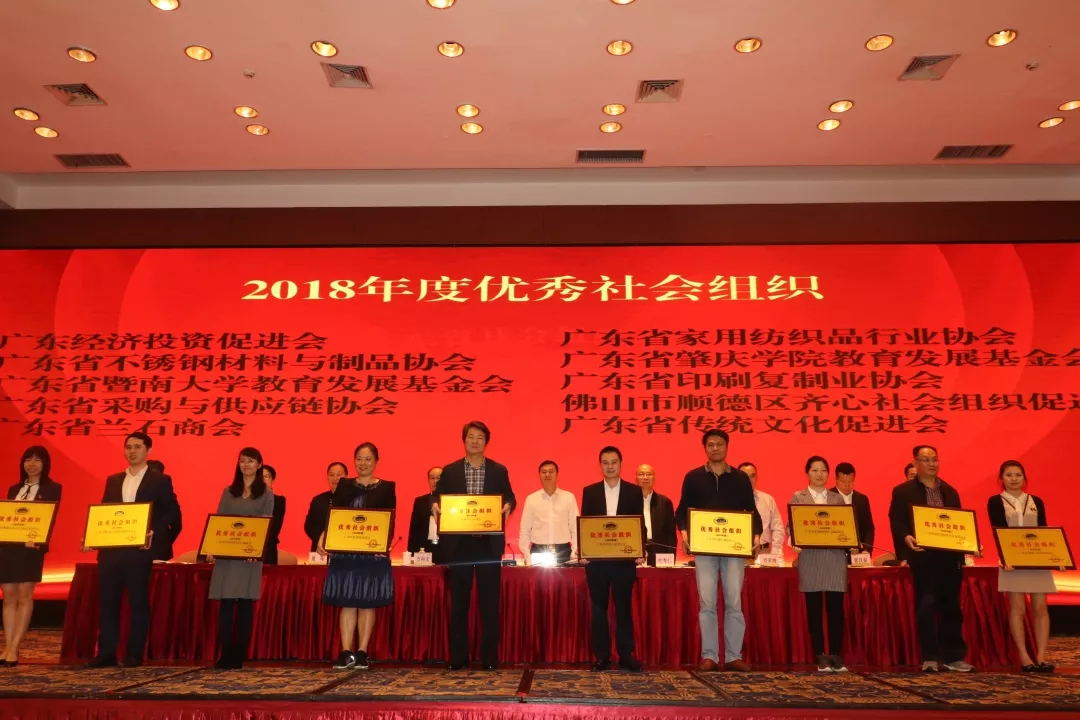 2018年度优秀社会组织
广东经济投资促进会
广东省不锈钢材料与制品协会
广东省暨南大学教育发展基金会
广东省采购与供应链协会
广东省兰石商会
广东省家用纺织品行业协会
广东省肇庆学院教育发展基金会
广东省印刷复制业协会
佛山市顺德区齐心社会组织促进
广东省传统文化促进会
优秀社会组织
优秀社会组织
优秀社会组织
优秀社会组织
优秀社会组织
优秀社会组织
优秀社会组织
优秀社会组织
优秀社会组织